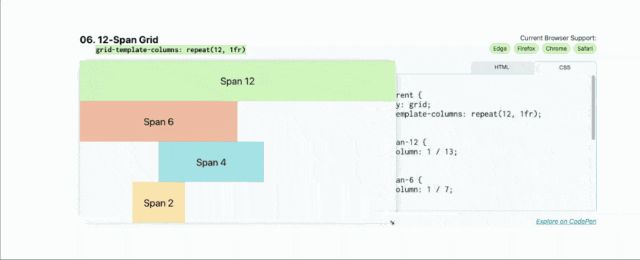 06. 12-Span Grid
grid-template-columns: repeat(12, 1fr)
Current Browser Support:
Edge Firefox Chrome Safari
HTML CSS
Span 12
Span 6
Span 4
Span 2
rent {
y: grid;
template-columns: repeat(12, 1fr);
an-12 {
olumn: 1 / 13;
an-6 {
olumn: 1 / 7;
Explore on CodePen